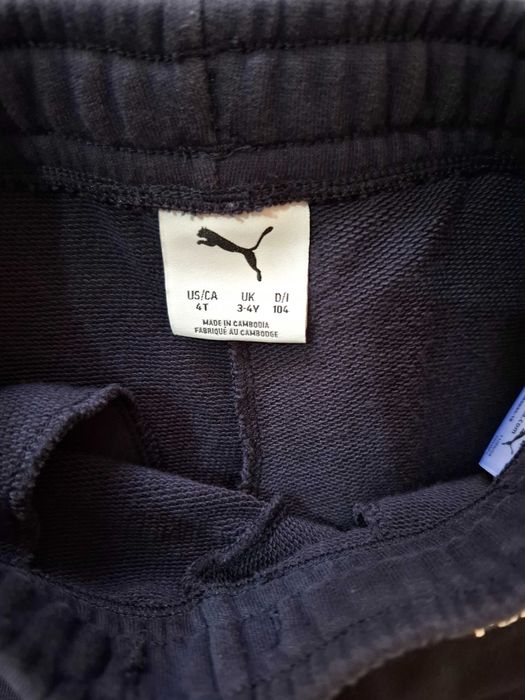 US/CA UK D/I
4T 3-4Y 104
MADE IN CAMBODIA
FABRIQUÉ AU CAMBODGE